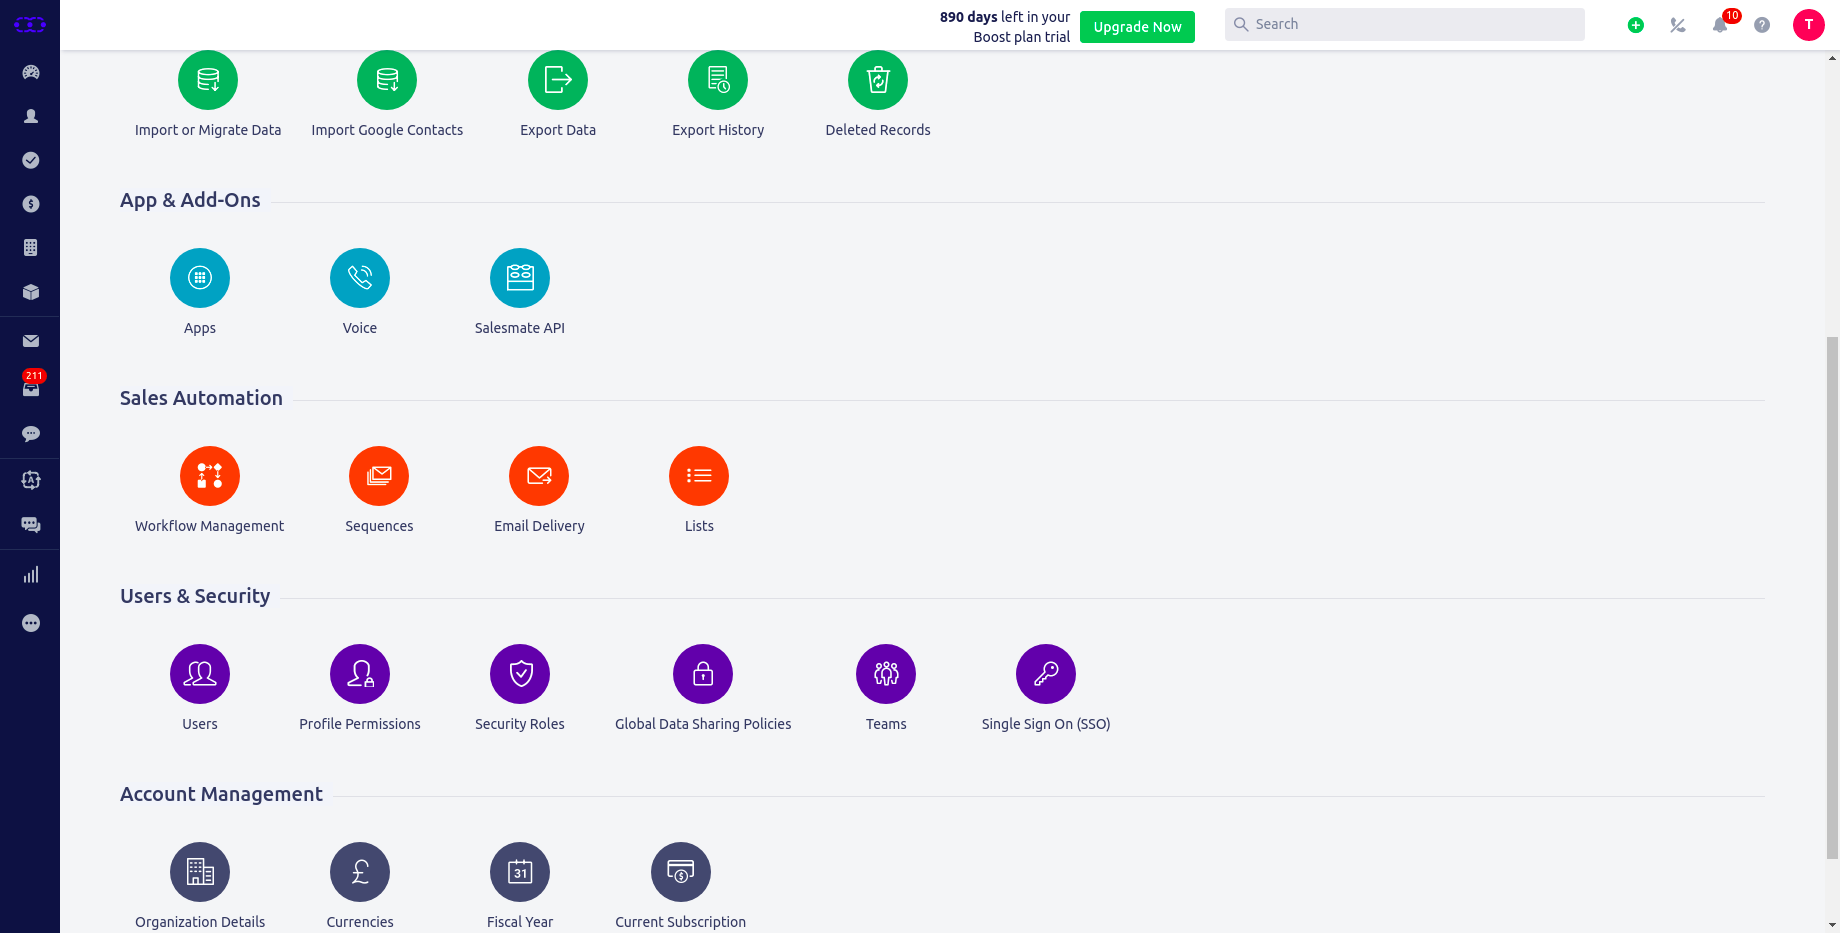 890 days left in your
Boost plan trial
Upgrade Now
Search
10
T
211
Import or Migrate Data
Import Google Contacts
Export Data
Export History
Deleted Records
App & Add-Ons
Apps
Voice
Salesmate API
Sales Automation
Workflow Management
Sequences
Email Delivery
Lists
Users & Security
Users
Profile Permissions
Security Roles
Global Data Sharing Policies
Teams
Single Sign On (SSO)
Account Management
31
Organization Details
Currencies
Fiscal Year
Current Subscription